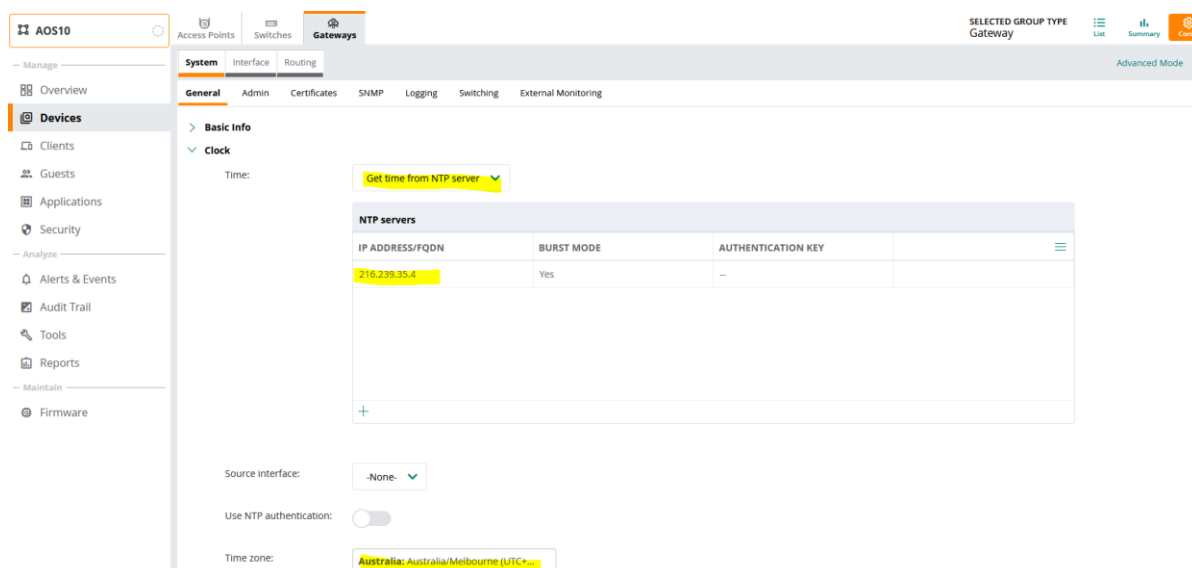 AOS10
Access Points
Switches
Gateways
SELECTED GROUP TYPE
Gateway
List
Summary
— Manage —
System Interface Routing
Advanced Mode
Overview
General Admin Certificates SNMP Logging Switching External Monitoring
Devices
Basic Info
Clients
Clock
Guests
Time: Get time from NTP server
Applications
NTP servers
Security
IP ADDRESS/FQDN BURST MODE AUTHENTICATION KEY
— Analyze —
216.239.35.4 Yes --
Alerts & Events
Audit Trail
Tools
Reports
— Maintain —
Firmware
+
Source interface: -None-
Use NTP authentication:
Time zone: Australia: Australia/Melbourne (UTC+...